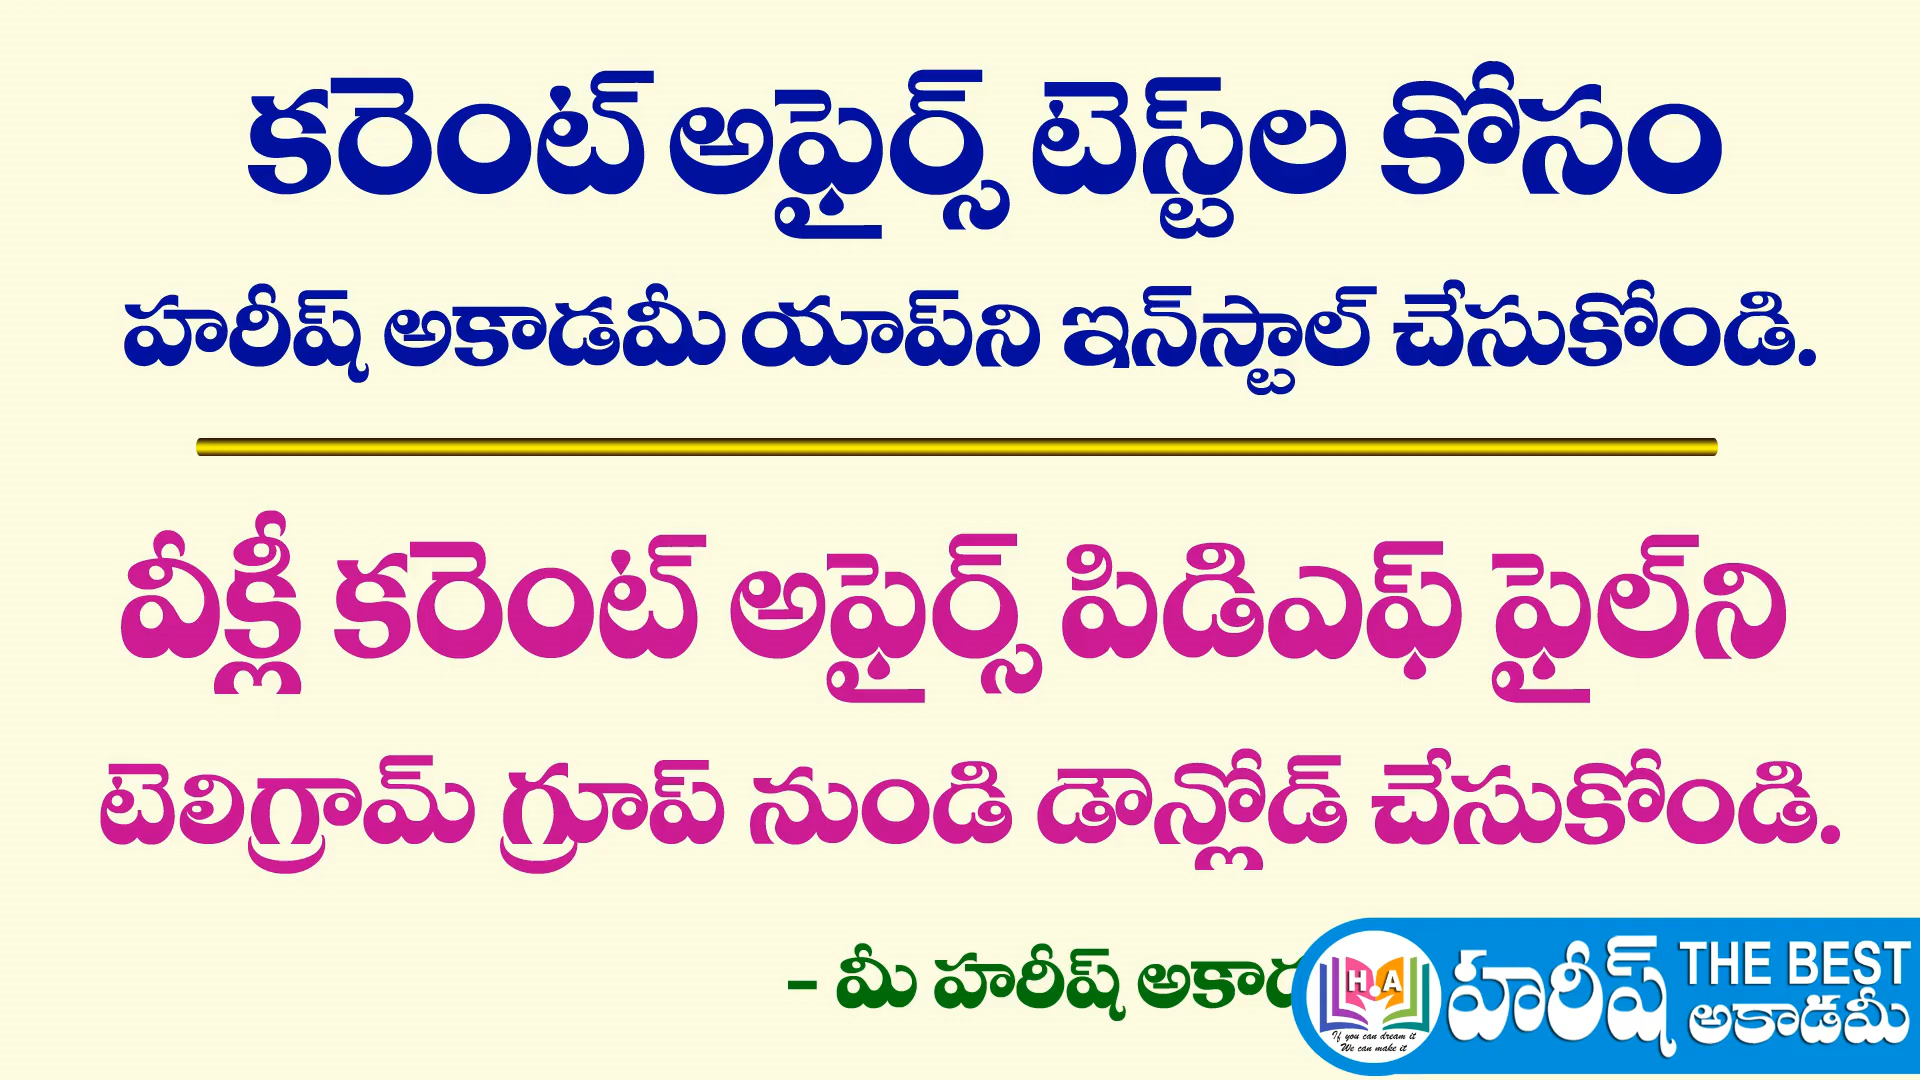 కరెంట్ అఫైర్స్ టెస్ట్‌ల కోసం
హరీష్ అకాడమీ యాప్‌ని ఇన్‌స్టాల్ చేసుకోండి.
వీక్లీ కరెంట్ అఫైర్స్ పిడిఎఫ్ ఫైల్‌ని
టెలిగ్రామ్ గ్రూప్ నుండి డౌన్లోడ్ చేసుకోండి.
- మీ హరీష్
హరీష్ THE BEST
అకాడమీ
H.A
If you can dream it
We can make it